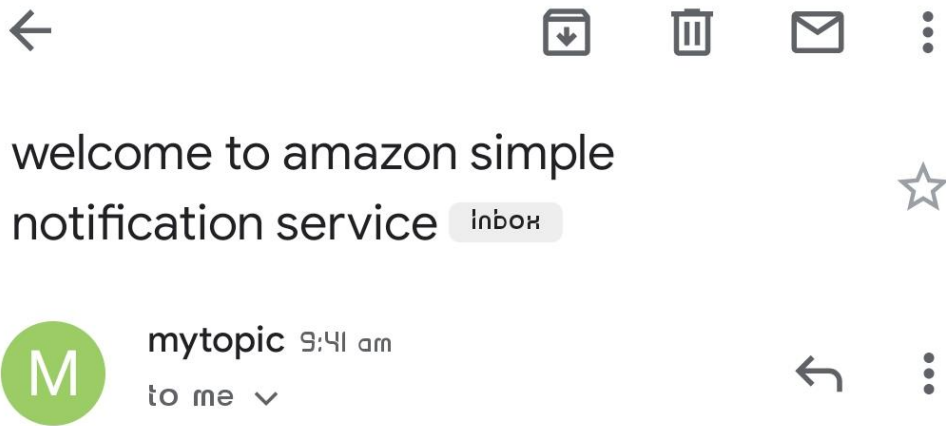 welcome to amazon simple
notification service inbox
M
mytopic 9:41 am
to me